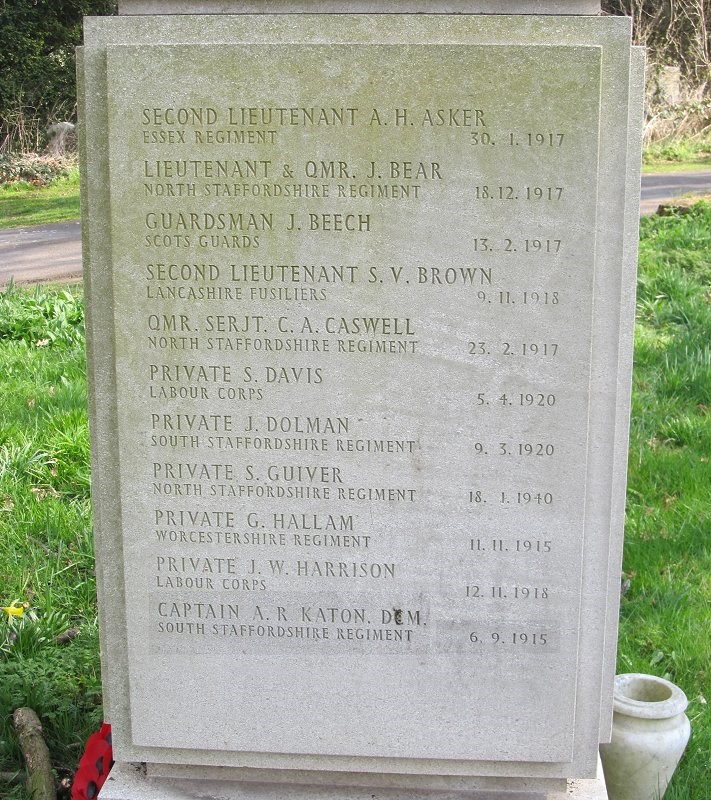 SECOND LIEUTENANT A. H. ASKER
ESSEX REGIMENT 30. 1. 1917
LIEUTENANT & QMR. J. BEAR
NORTH STAFFORDSHIRE REGIMENT 18. 12. 1917
GUARDSMAN J. BEECH
SCOTS GUARDS 13. 2. 1917
SECOND LIEUTENANT S. V. BROWN
LANCASHIRE FUSILIERS 9. 11. 1918
QMR. SERJT. C. A. CASWELL
NORTH STAFFORDSHIRE REGIMENT 23. 2. 1917
PRIVATE S. DAVIS
LABOUR CORPS 5. 4. 1920
PRIVATE J. DOLMAN
SOUTH STAFFORDSHIRE REGIMENT 9. 3. 1920
PRIVATE S. GUIVER
NORTH STAFFORDSHIRE REGIMENT 18. 1. 1940
PRIVATE G. HALLAM
WORCESTERSHIRE REGIMENT 11. 11. 1915
PRIVATE J. W. HARRISON
LABOUR CORPS 12. 11. 1918
CAPTAIN A. R. KATON. DCM.
SOUTH STAFFORDSHIRE REGIMENT 6. 9. 1915